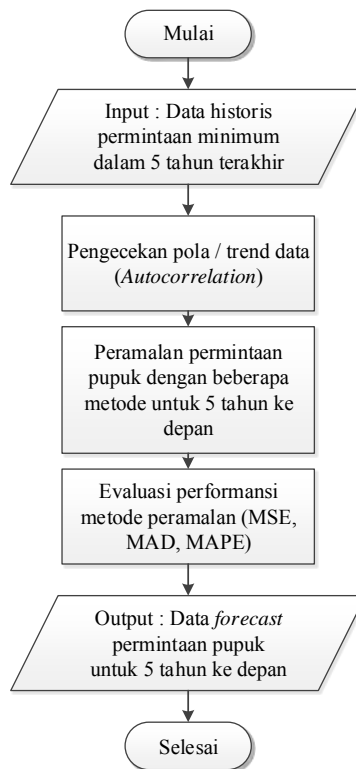 Mulai
Input : Data historis
permintaan minimum
dalam 5 tahun terakhir
Pengecekan pola / trend data
(Autocorrelation)
Peramalan permintaan
pupuk dengan beberapa
metode untuk 5 tahun ke
depan
Evaluasi performansi
metode peramalan (MSE,
MAD, MAPE)
Output : Data forecast
permintaan pupuk
untuk 5 tahun ke depan
Selesai